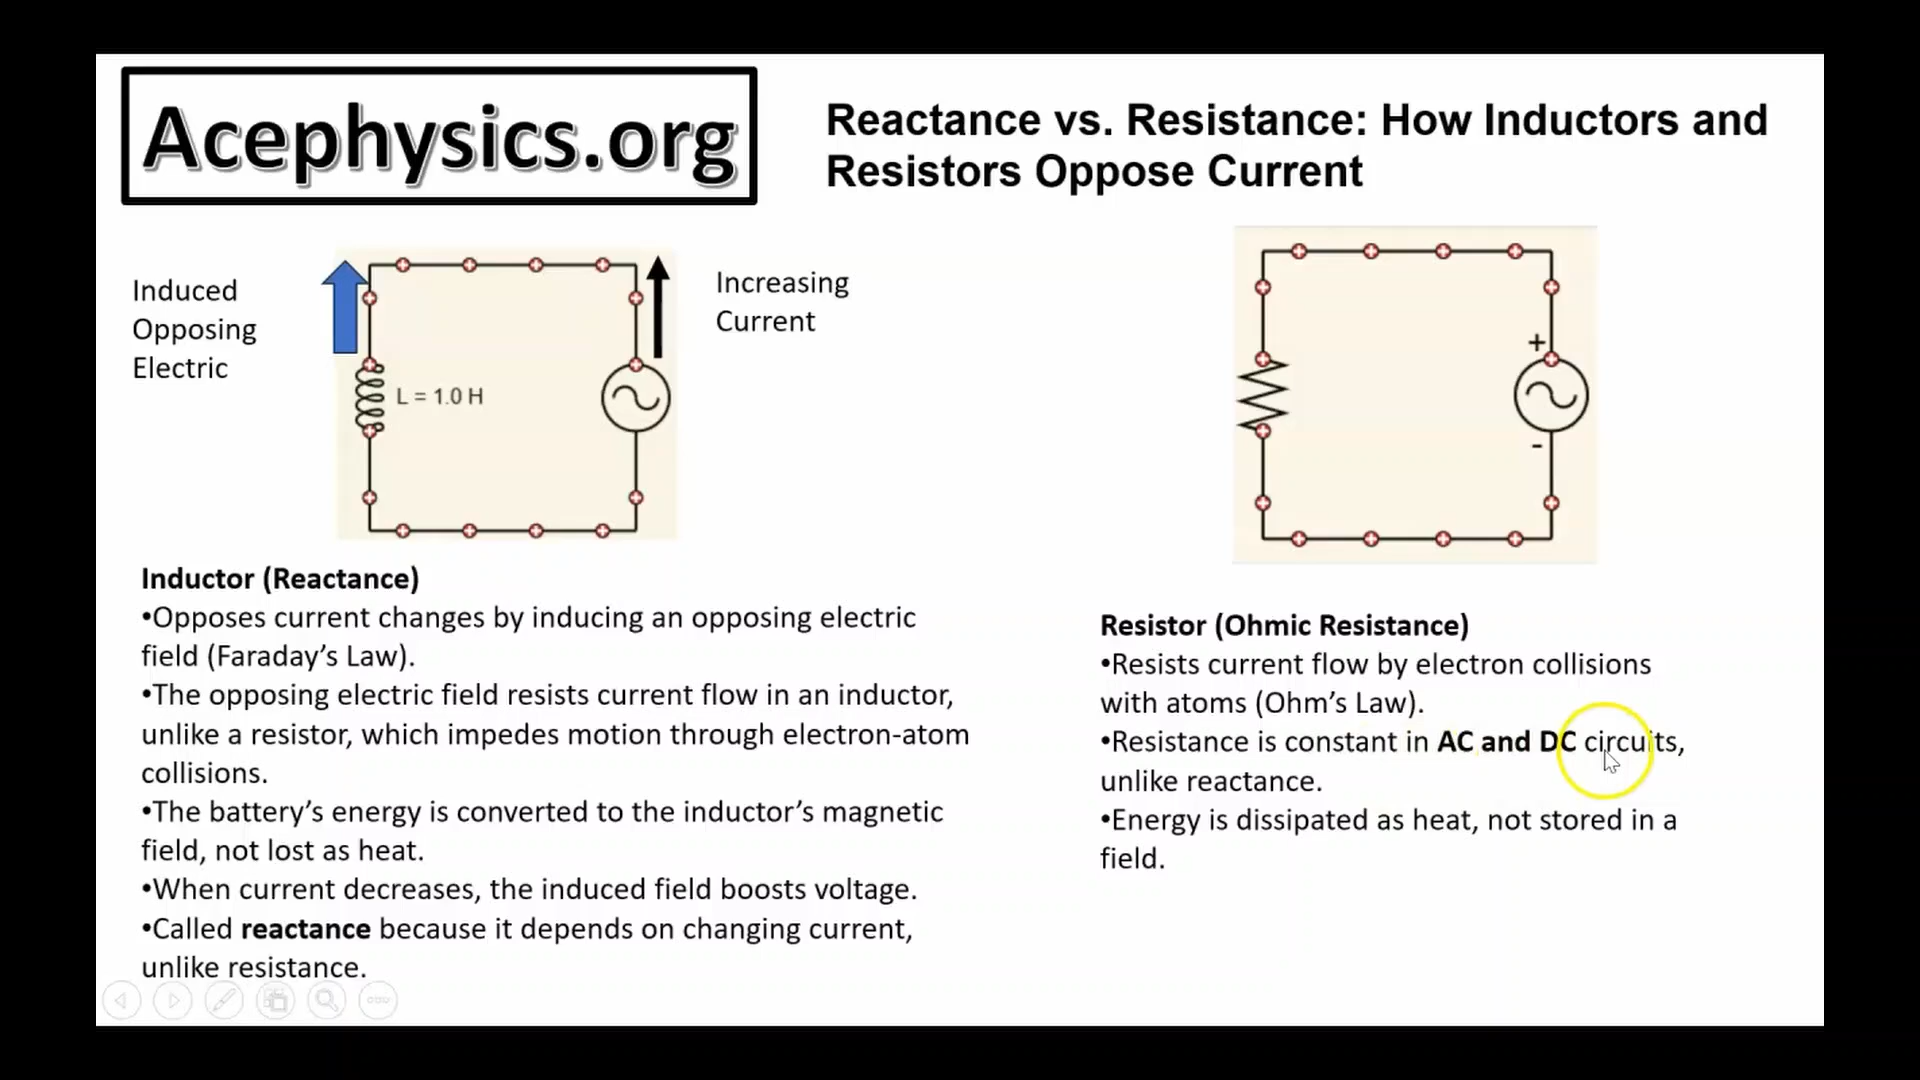 Acephysics.org
Reactance vs. Resistance: How Inductors and
Resistors Oppose Current
Induced
Opposing
Electric
Increasing
Current
L = 1.0 H
+
-
Inductor (Reactance)
•Opposes current changes by inducing an opposing electric
field (Faraday’s Law).
•The opposing electric field resists current flow in an inductor,
unlike a resistor, which impedes motion through electron-atom
collisions.
•The battery’s energy is converted to the inductor’s magnetic
field, not lost as heat.
•When current decreases, the induced field boosts voltage.
•Called reactance because it depends on changing current,
unlike resistance.
Resistor (Ohmic Resistance)
•Resists current flow by electron collisions
with atoms (Ohm’s Law).
•Resistance is constant in AC and DC circuits,
unlike reactance.
•Energy is dissipated as heat, not stored in a
field.